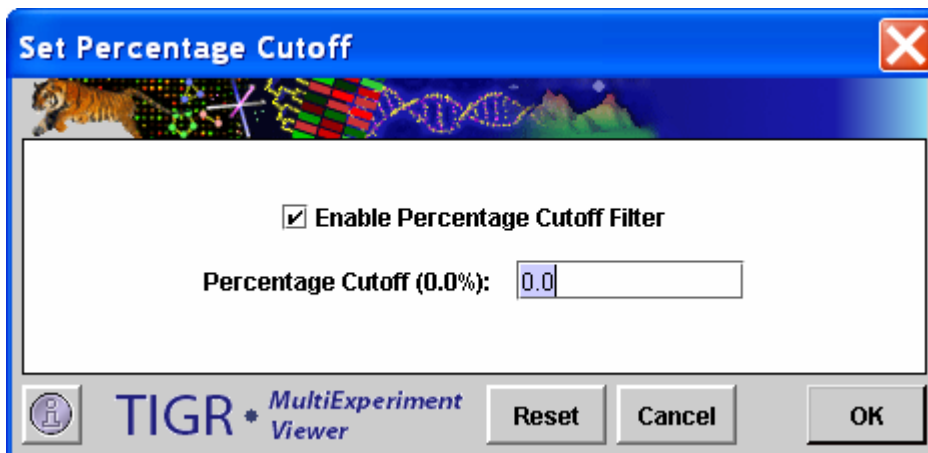 Set Percentage Cutoff
Enable Percentage Cutoff Filter
Percentage Cutoff (0.0%): 0.0
TIGR • MultiExperiment Viewer Reset Cancel OK